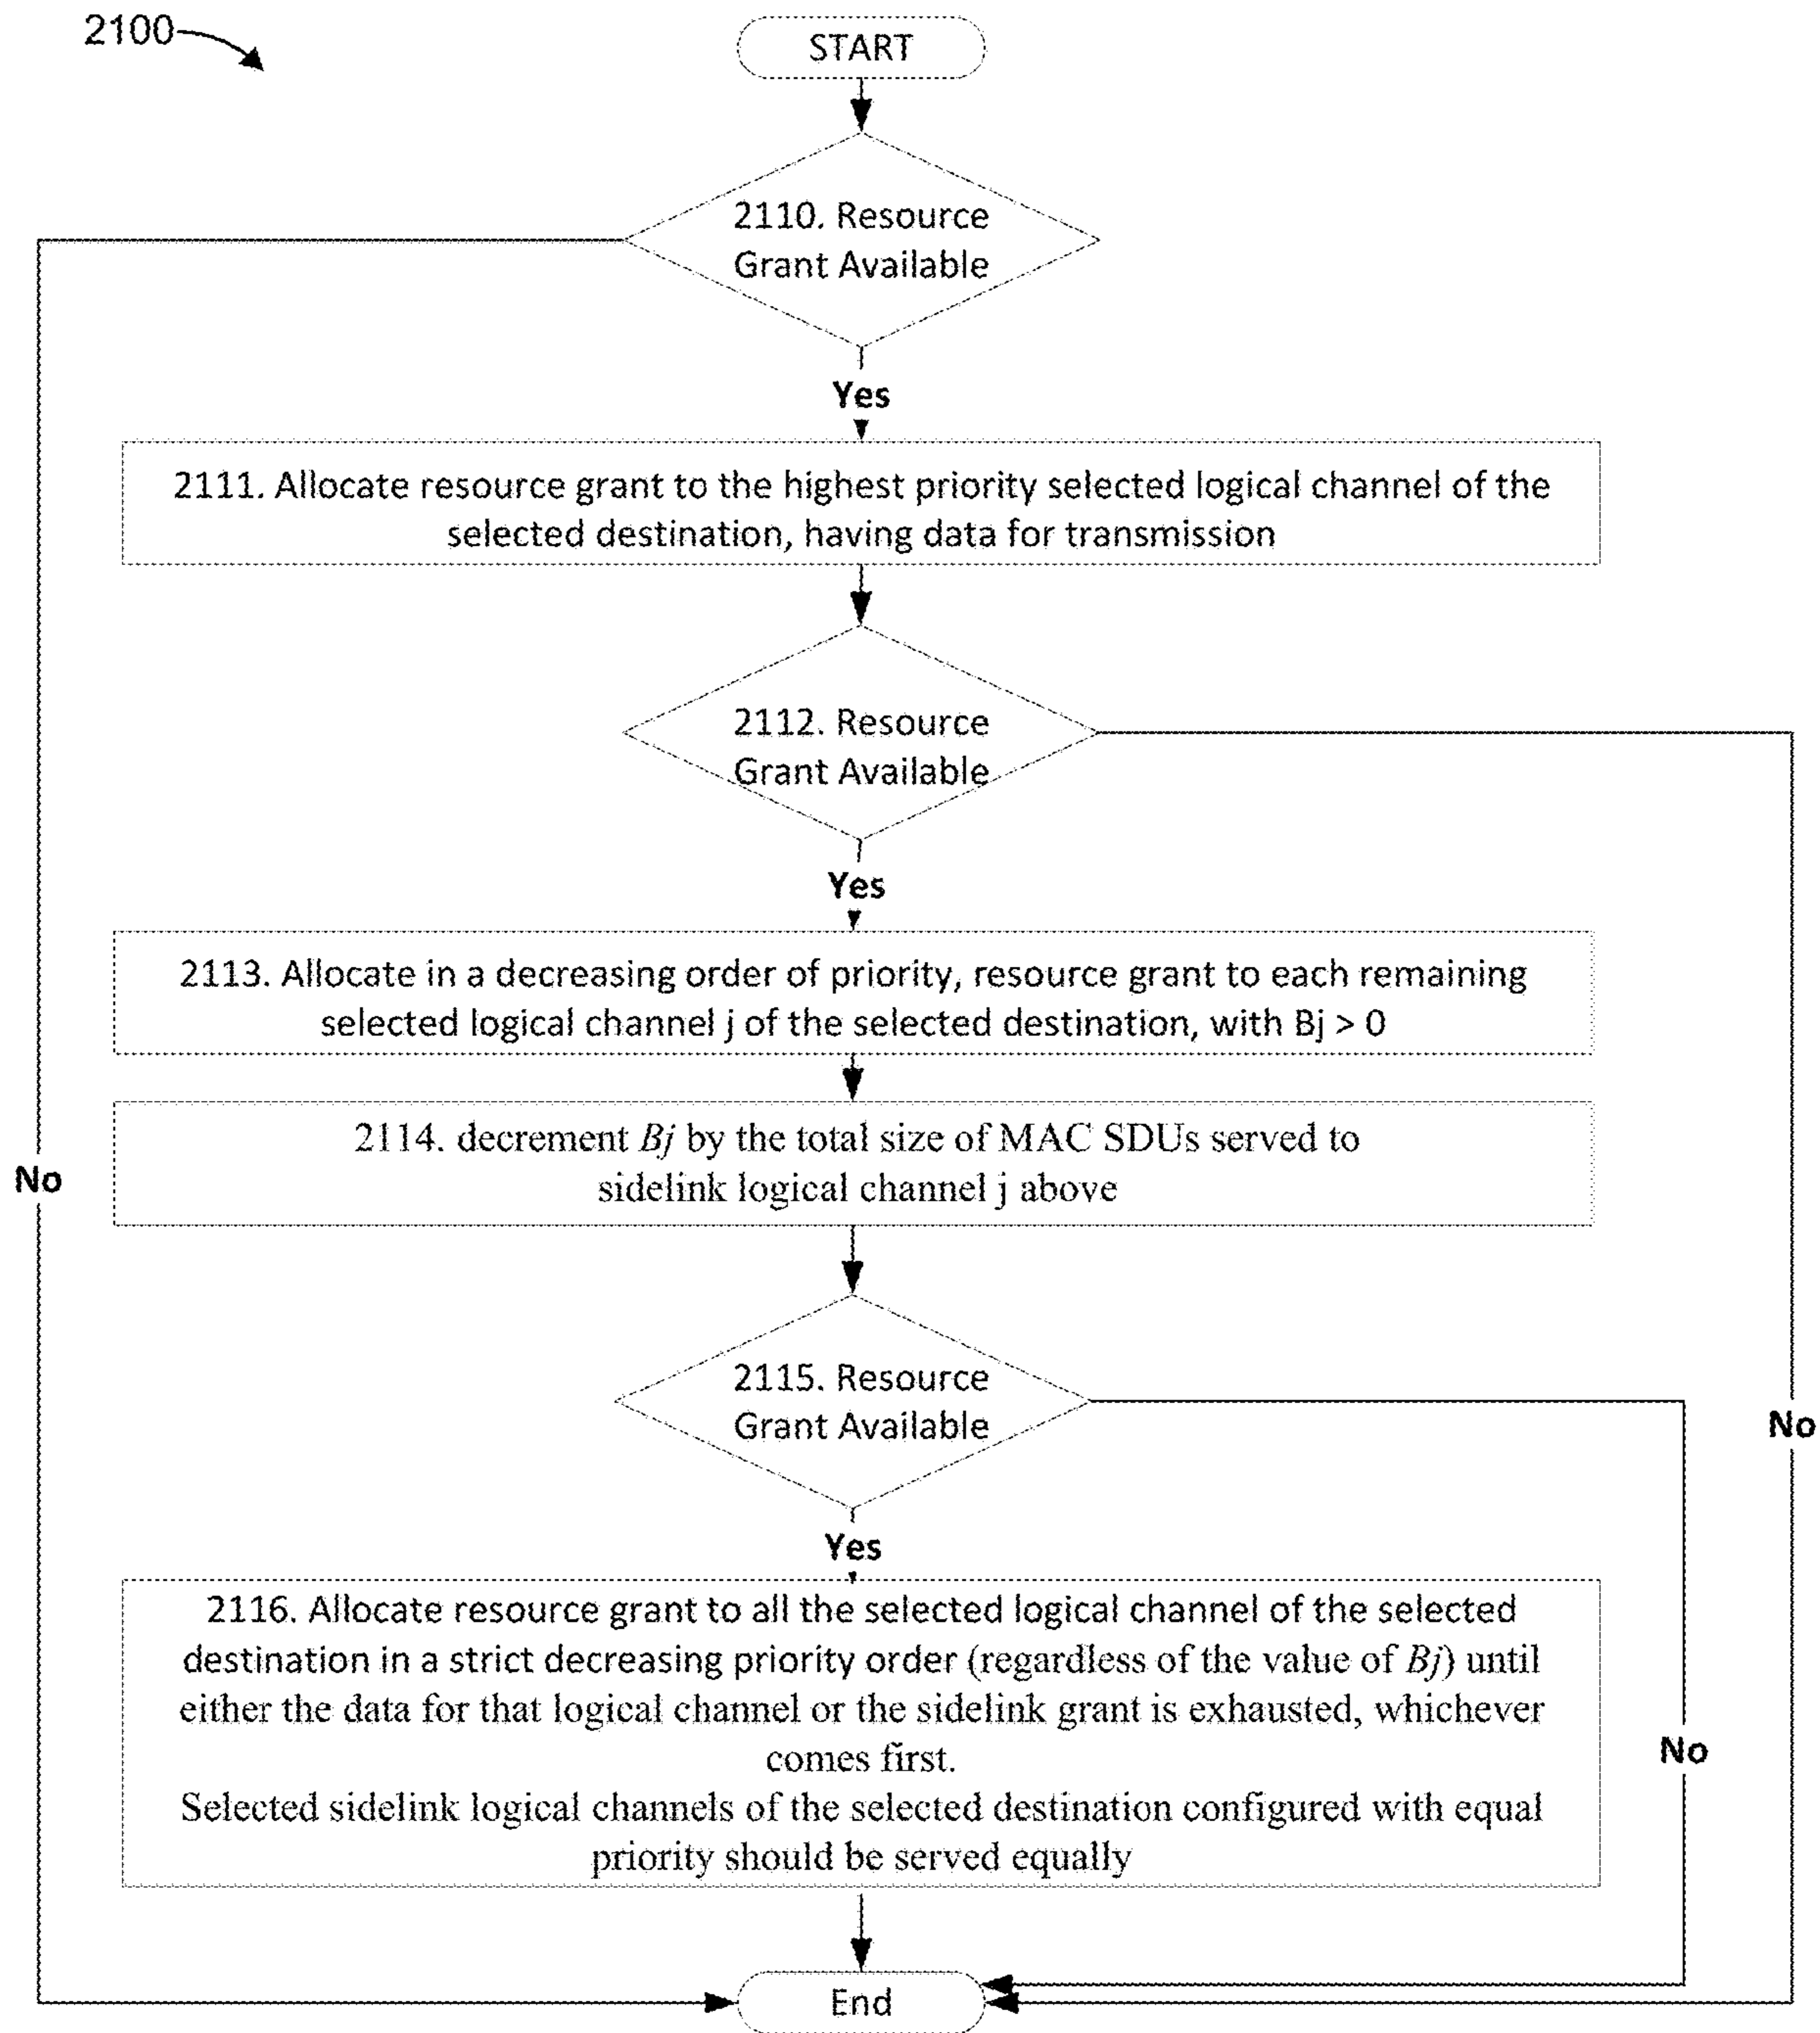 2100
START
2110. Resource
Grant Available
Yes
2111. Allocate resource grant to the highest priority selected logical channel of the
selected destination, having data for transmission
2112. Resource
Grant Available
Yes
2113. Allocate in a decreasing order of priority, resource grant to each remaining
selected logical channel j of the selected destination, with Bj > 0
2114. decrement Bj by the total size of MAC SDUs served to
sidelink logical channel j above
No
2115. Resource
Grant Available
No
Yes
2116. Allocate resource grant to all the selected logical channel of the selected
destination in a strict decreasing priority order (regardless of the value of Bj) until
either the data for that logical channel or the sidelink grant is exhausted, whichever
comes first.
No
Selected sidelink logical channels of the selected destination configured with equal
priority should be served equally
End